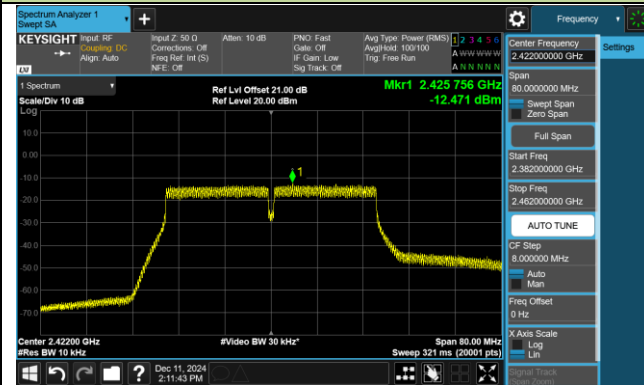 Spectrum Analyzer 1
Swept SA
Frequency
KEYSIGHT
Input: RF
Coupling: DC
Align: Auto
Input Z: 50 Ω
Corrections: Off
Freq Ref: Int (S)
NFE: Off
Atten: 10 dB
PNO: Fast
Gate: Off
IF Gain: Low
Sig Track: Off
Avg Type: Power (RMS)
Avg|Hold: 100/100
Trig: Free Run
1 2 3 4 5 6
A W W W W W
A N N N N N
LXI
1 Spectrum
Scale/Div 10 dB
Log
Ref Lvl Offset 21.00 dB
Ref Level 20.00 dBm
Mkr1 2.425 756 GHz
-12.471 dBm
1
10.0
0.00
-10.0
-20.0
-30.0
-40.0
-50.0
-60.0
-70.0
Center 2.42200 GHz
#Res BW 10 kHz
#Video BW 30 kHz*
Span 80.00 MHz
Sweep 321 ms (20001 pts)
Dec 11, 2024
2:11:43 PM
Center Frequency
2.422000000 GHz
Span
80.0000000 MHz
Swept Span
Zero Span
Full Span
Start Freq
2.382000000 GHz
Stop Freq
2.462000000 GHz
AUTO TUNE
CF Step
8.000000 MHz
Auto
Man
Freq Offset
0 Hz
X Axis Scale
Log
Lin
Signal Track
(Span Zoom)
Settings